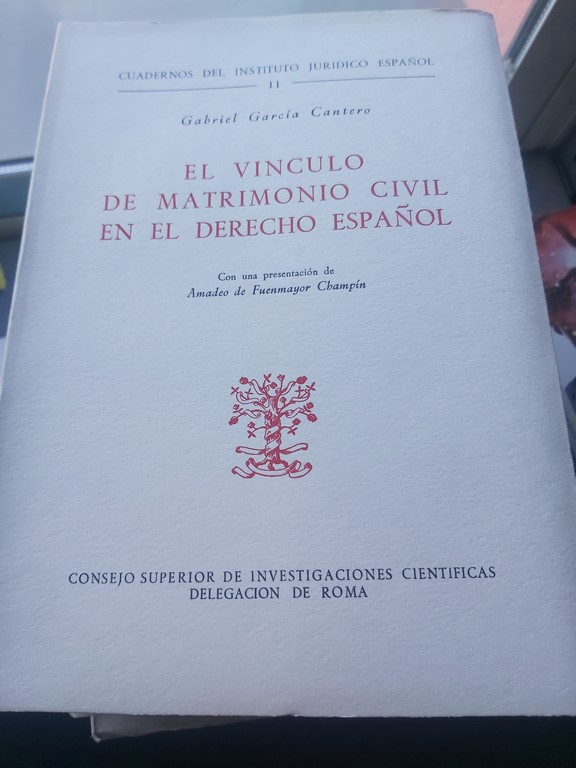 CUADERNOS DEL INSTITUTO JURIDICO ESPAÑOL
11
Gabriel García Cantero
EL VINCULO
DE MATRIMONIO CIVIL
EN EL DERECHO ESPAÑOL
Con una presentación de
Amadeo de Fuenmayor Champín
CONSEJO SUPERIOR DE INVESTIGACIONES CIENTIFICAS
DELEGACION DE ROMA